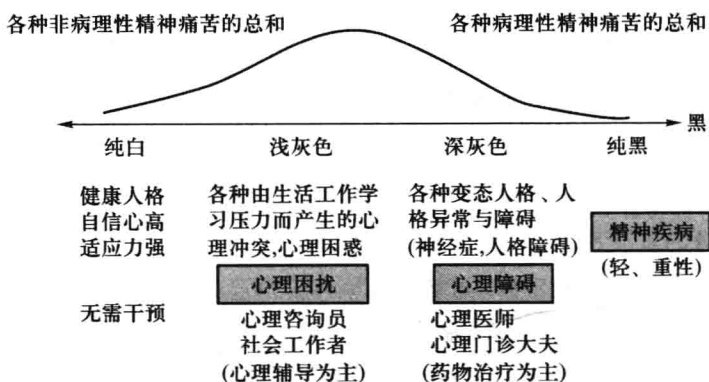 各种非病理性精神痛苦的总和
各种病理性精神痛苦的总和
黑
纯白
浅灰色
深灰色
纯黑
健康人格
自信心高
适应力强
各种由生活工作学
习压力而产生的心
理冲突,心理困惑
各种变态人格、人
格异常与障碍
(神经症,人格障碍)
精神疾病
(轻、重性)
无需干预
心理困扰
心理咨询员
社会工作者
(心理辅导为主)
心理障碍
心理医师
心理门诊大夫
(药物治疗为主)